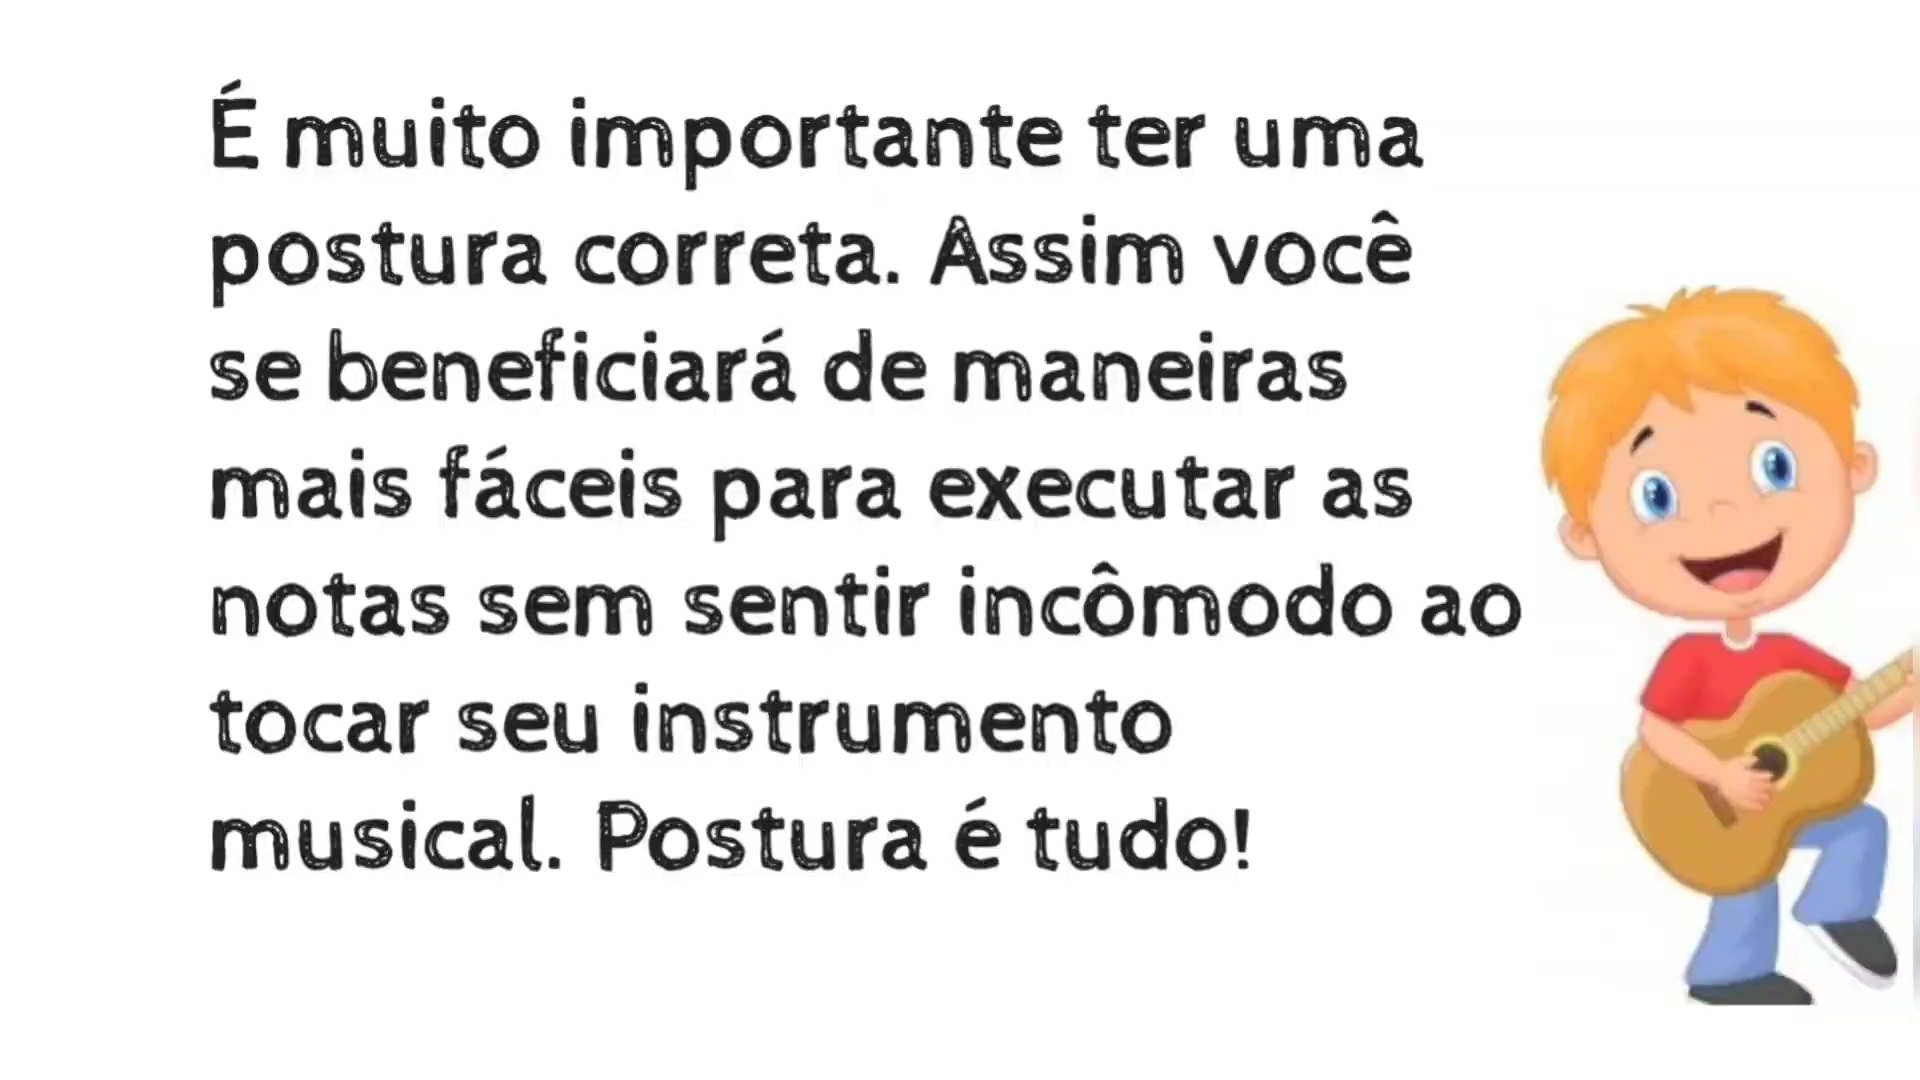 É muito importante ter uma
postura correta. Assim você
se beneficiará de maneiras
mais fáceis para executar as
notas sem sentir incômodo ao
tocar seu instrumento
musical. Postura é tudo!